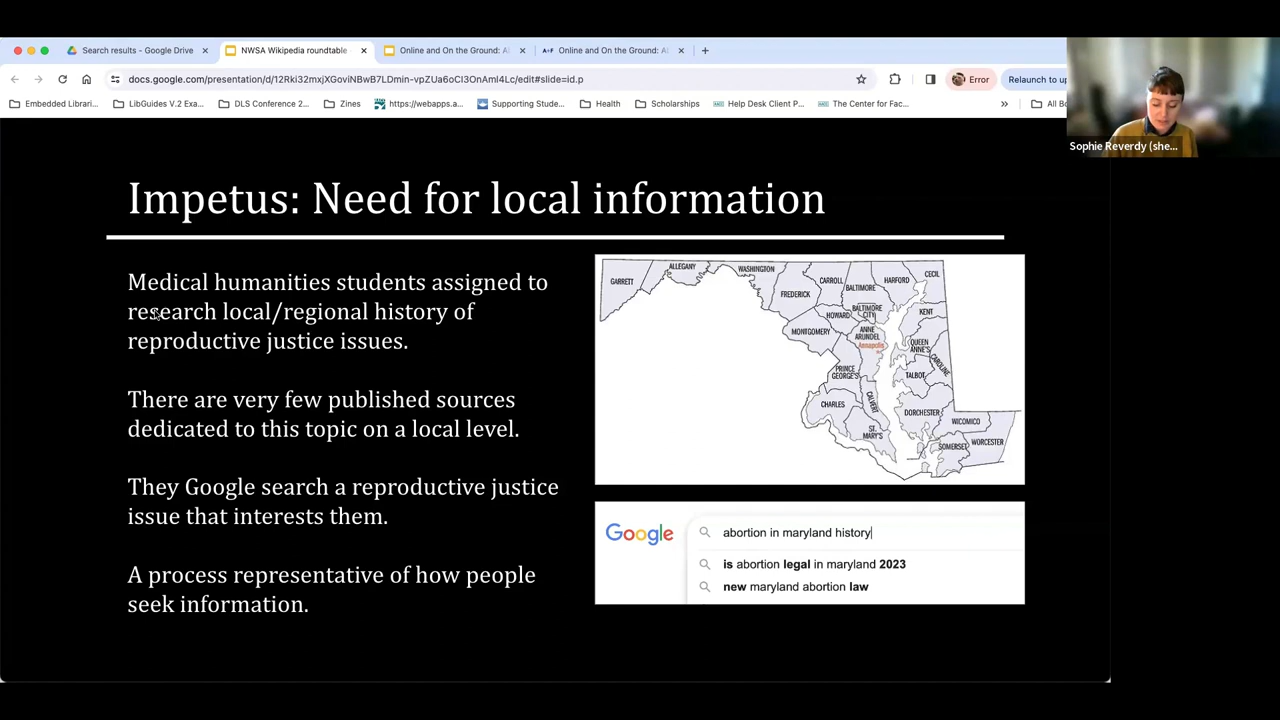 Search results - Google Drive
NWSA Wikipedia roundtable
Online and On the Ground: A
Online and On the Ground: A
docs.google.com/presentation/d/12Rki32mxjXGoviNBwB7LDmin-vpZUa6oCI3OnAmI4Lc/edit#slide=id.p
Error
Relaunch to up
Embedded Librari...
LibGuides V.2 Exa...
DLS Conference 2...
Zines
https://webapps.a...
Supporting Stude...
Health
Scholarships
Help Desk Client P...
The Center for Fac...
»
All Bo
Sophie Reverdy (she...
Impetus: Need for local information
Medical humanities students assigned to
research local/regional history of
reproductive justice issues.
There are very few published sources
dedicated to this topic on a local level.
They Google search a reproductive justice
issue that interests them.
A process representative of how people
seek information.
GARRETT
ALLEGANY
WASHINGTON
FREDERICK
CARROLL
BALTIMORE
HARFORD
CECIL
BALTIMORE
CITY
HOWARD
KENT
MONTGOMERY
ANNE
ARUNDEL
Annapolis
QUEEN
ANNE'S
CAROLINE
PRINCE
GEORGE'S
TALBOT
CALVERT
CHARLES
DORCHESTER
WICOMICO
ST.
MARY'S
SOMERSET
WORCESTER
Google
abortion in maryland history
is abortion legal in maryland 2023
new maryland abortion law